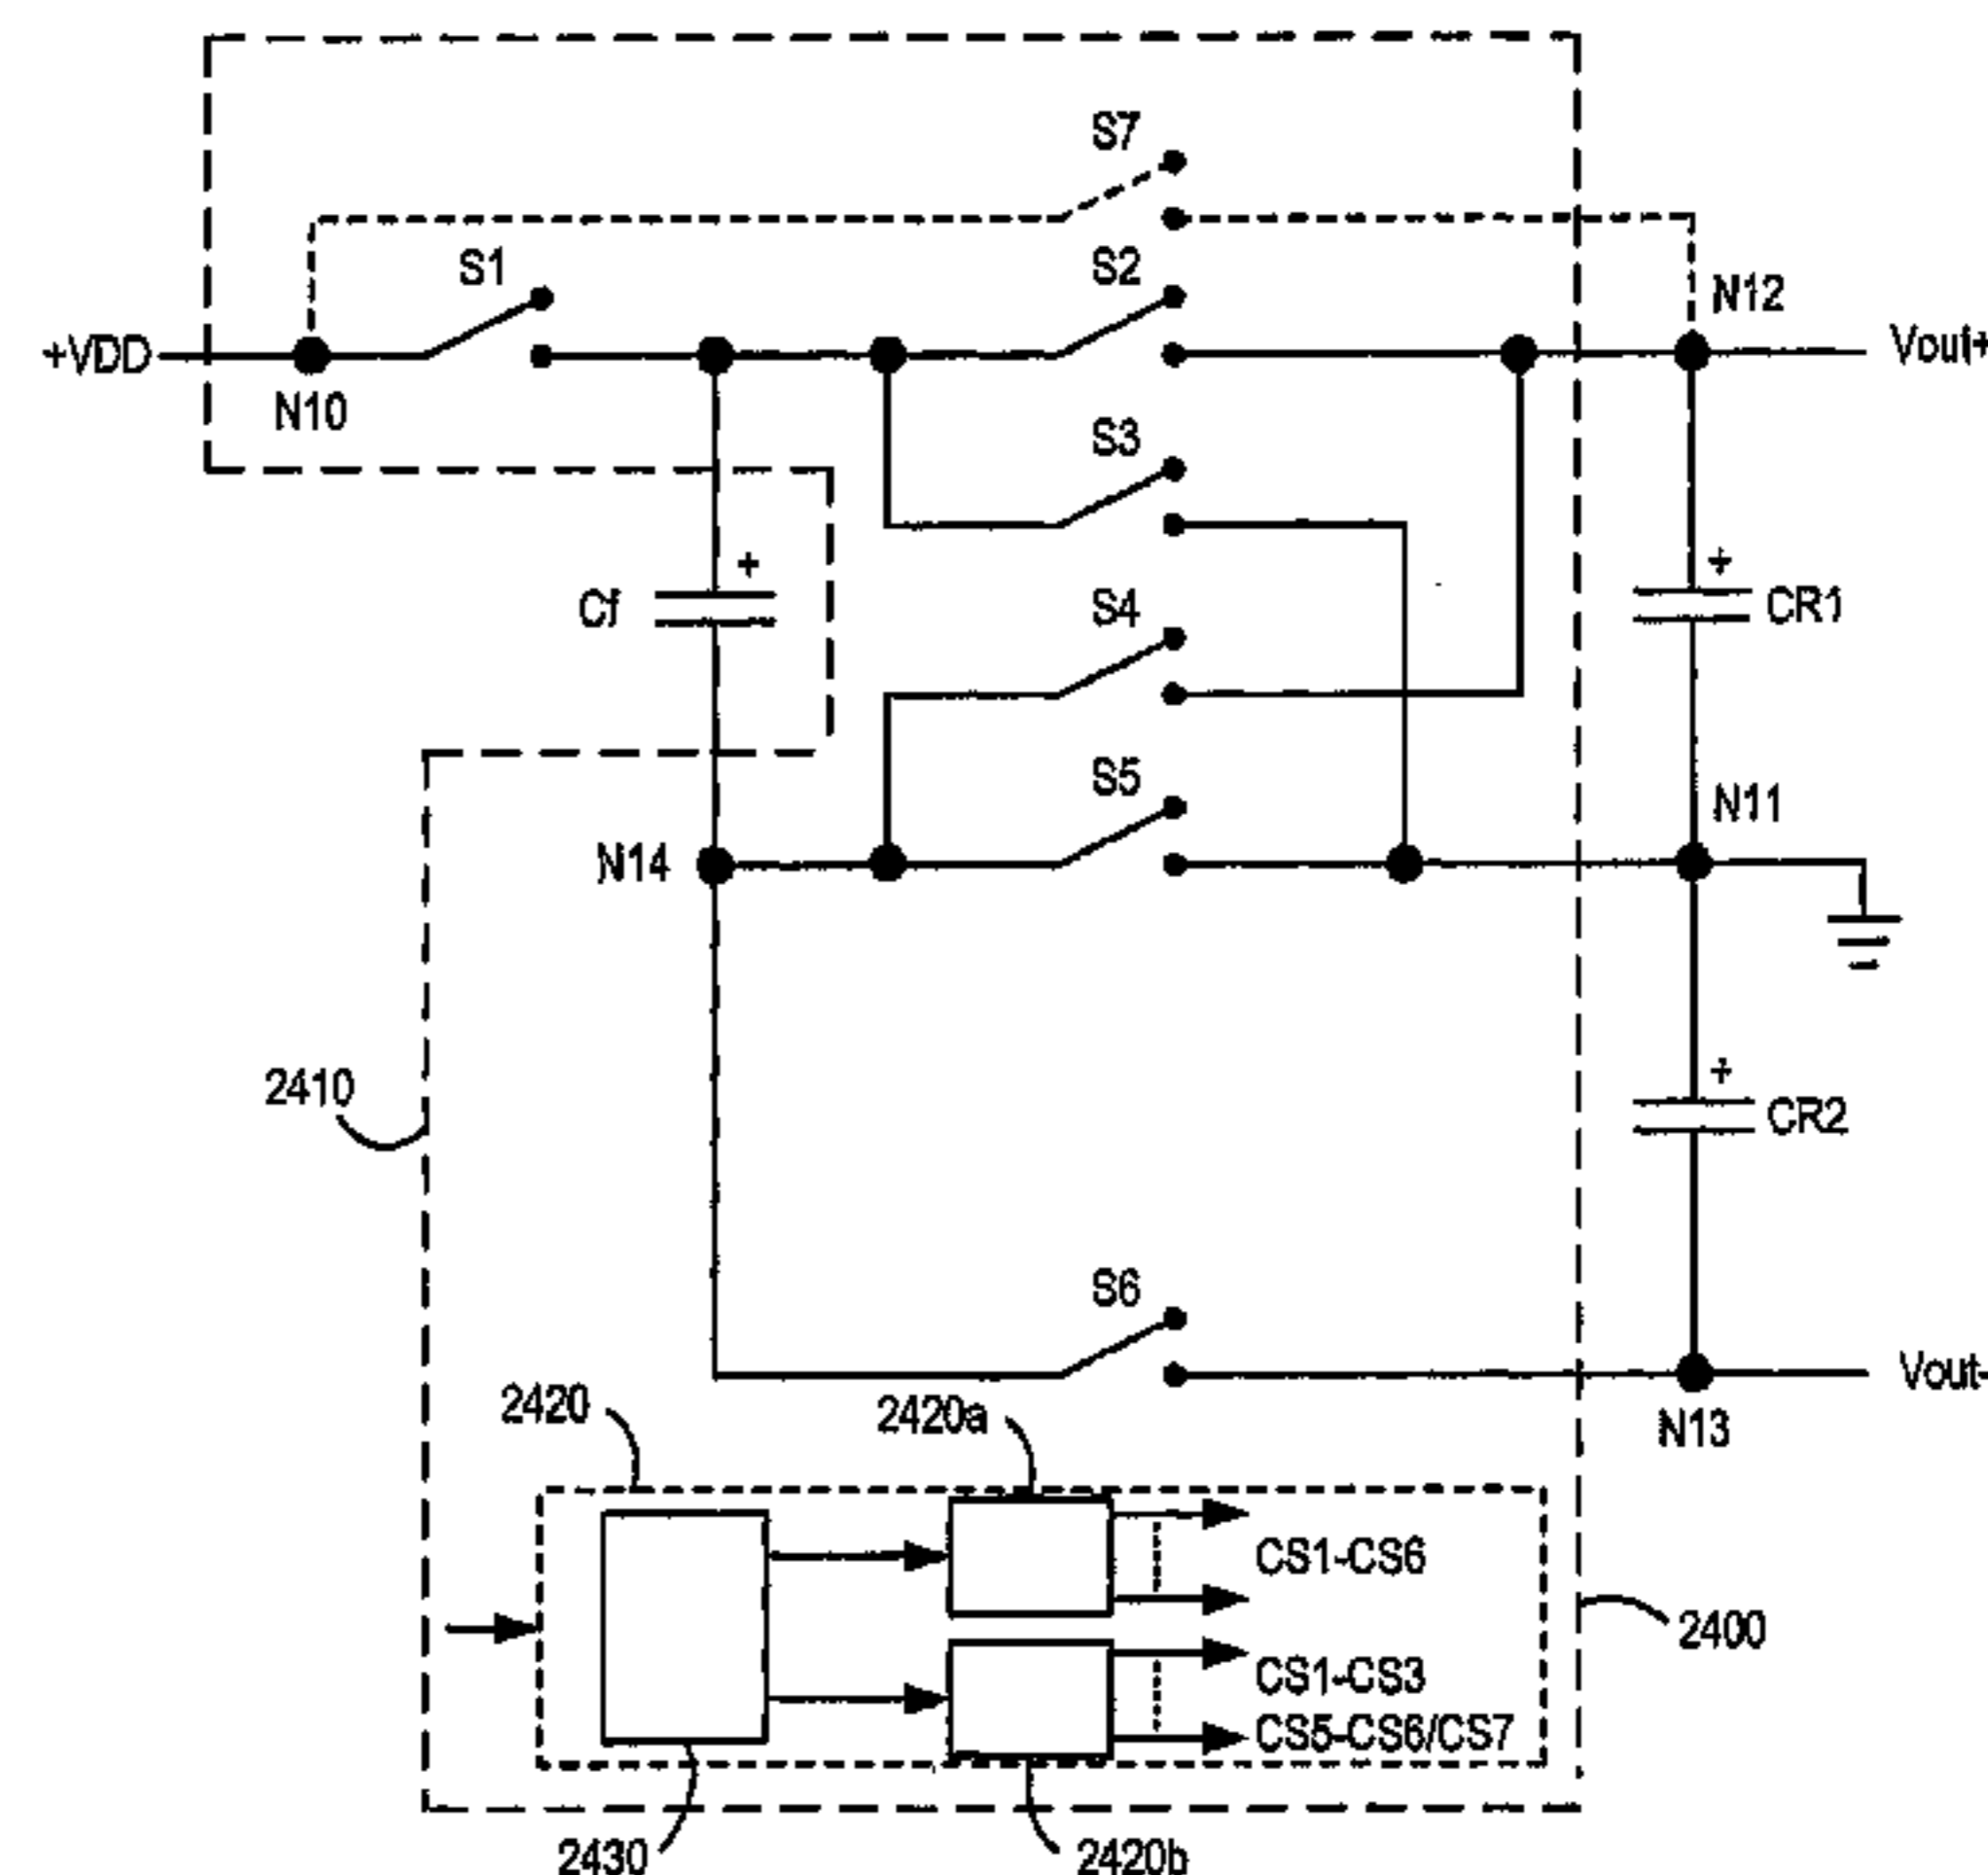 S7
S1
S2
N12
+VDD
Vout+
N10
S3
+
+
Cf
S4
CR1
S5
N11
N14
+
2410
CR2
S6
2420
2420a
Vout-
N13
CS1-CS6
2400
CS1-CS3
CS5-CS6/CS7
2430
2420b